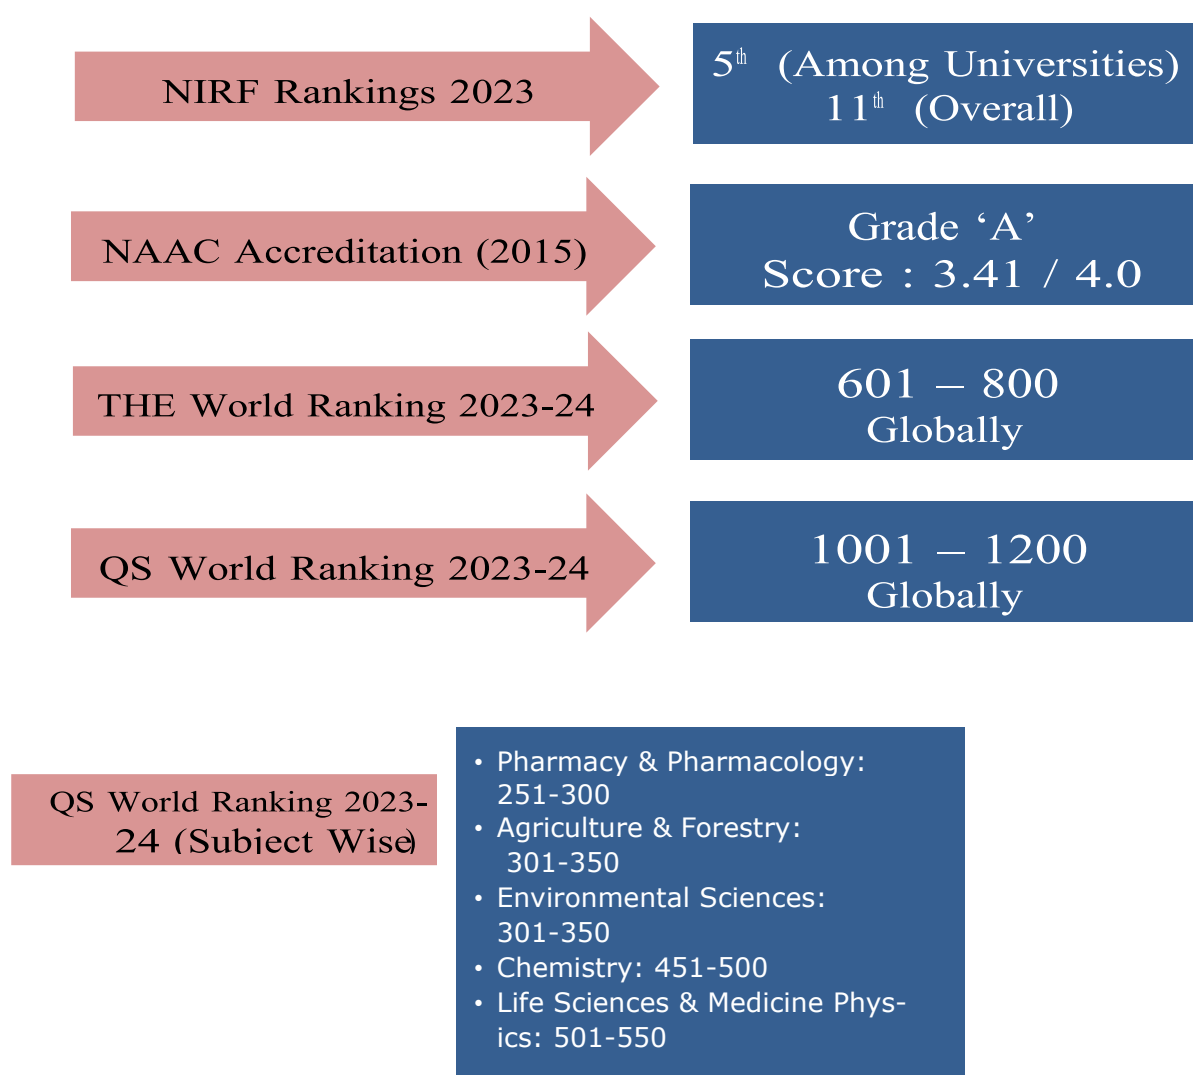 NIRF Rankings 2023
5th (Among Universities)
11th (Overall)
NAAC Accreditation (2015)
Grade ‘A’
Score : 3.41 / 4.0
THE World Ranking 2023-24
601 – 800
Globally
QS World Ranking 2023-24
1001 – 1200
Globally
QS World Ranking 2023-
24 (Subject Wise)
• Pharmacy & Pharmacology:
251-300
• Agriculture & Forestry:
301-350
• Environmental Sciences:
301-350
• Chemistry: 451-500
• Life Sciences & Medicine Phys-
ics: 501-550